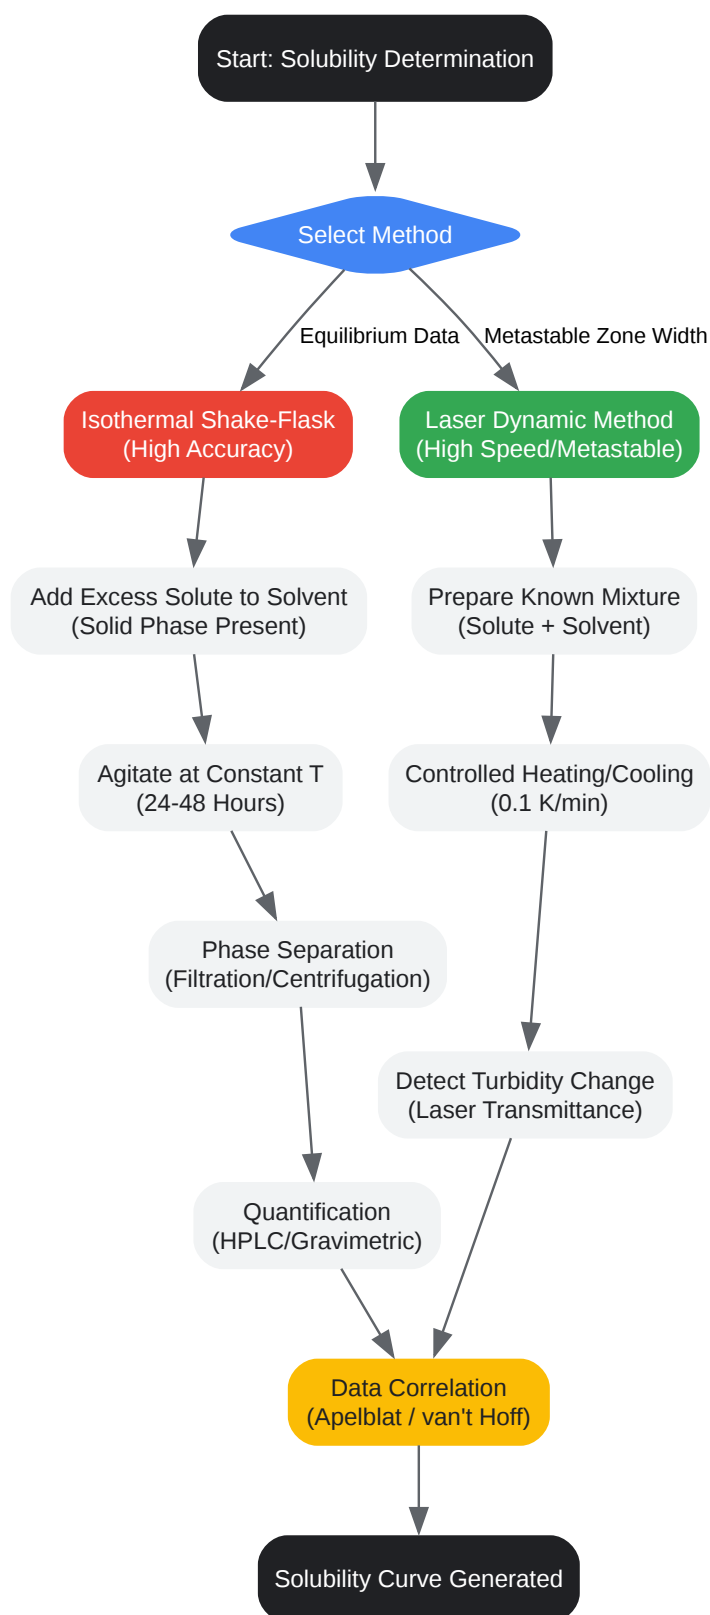 Start: Solubility Determination
Select Method
Equilibrium Data
Metastable Zone Width
Isothermal Shake-Flask
(High Accuracy)
Laser Dynamic Method
(High Speed/Metastable)
Add Excess Solute to Solvent
(Solid Phase Present)
Prepare Known Mixture
(Solute + Solvent)
Agitate at Constant T
(24-48 Hours)
Controlled Heating/Cooling
(0.1 K/min)
Phase Separation
(Filtration/Centrifugation)
Detect Turbidity Change
(Laser Transmittance)
Quantification
(HPLC/Gravimetric)
Data Correlation
(Apelblat / van't Hoff)
Solubility Curve Generated